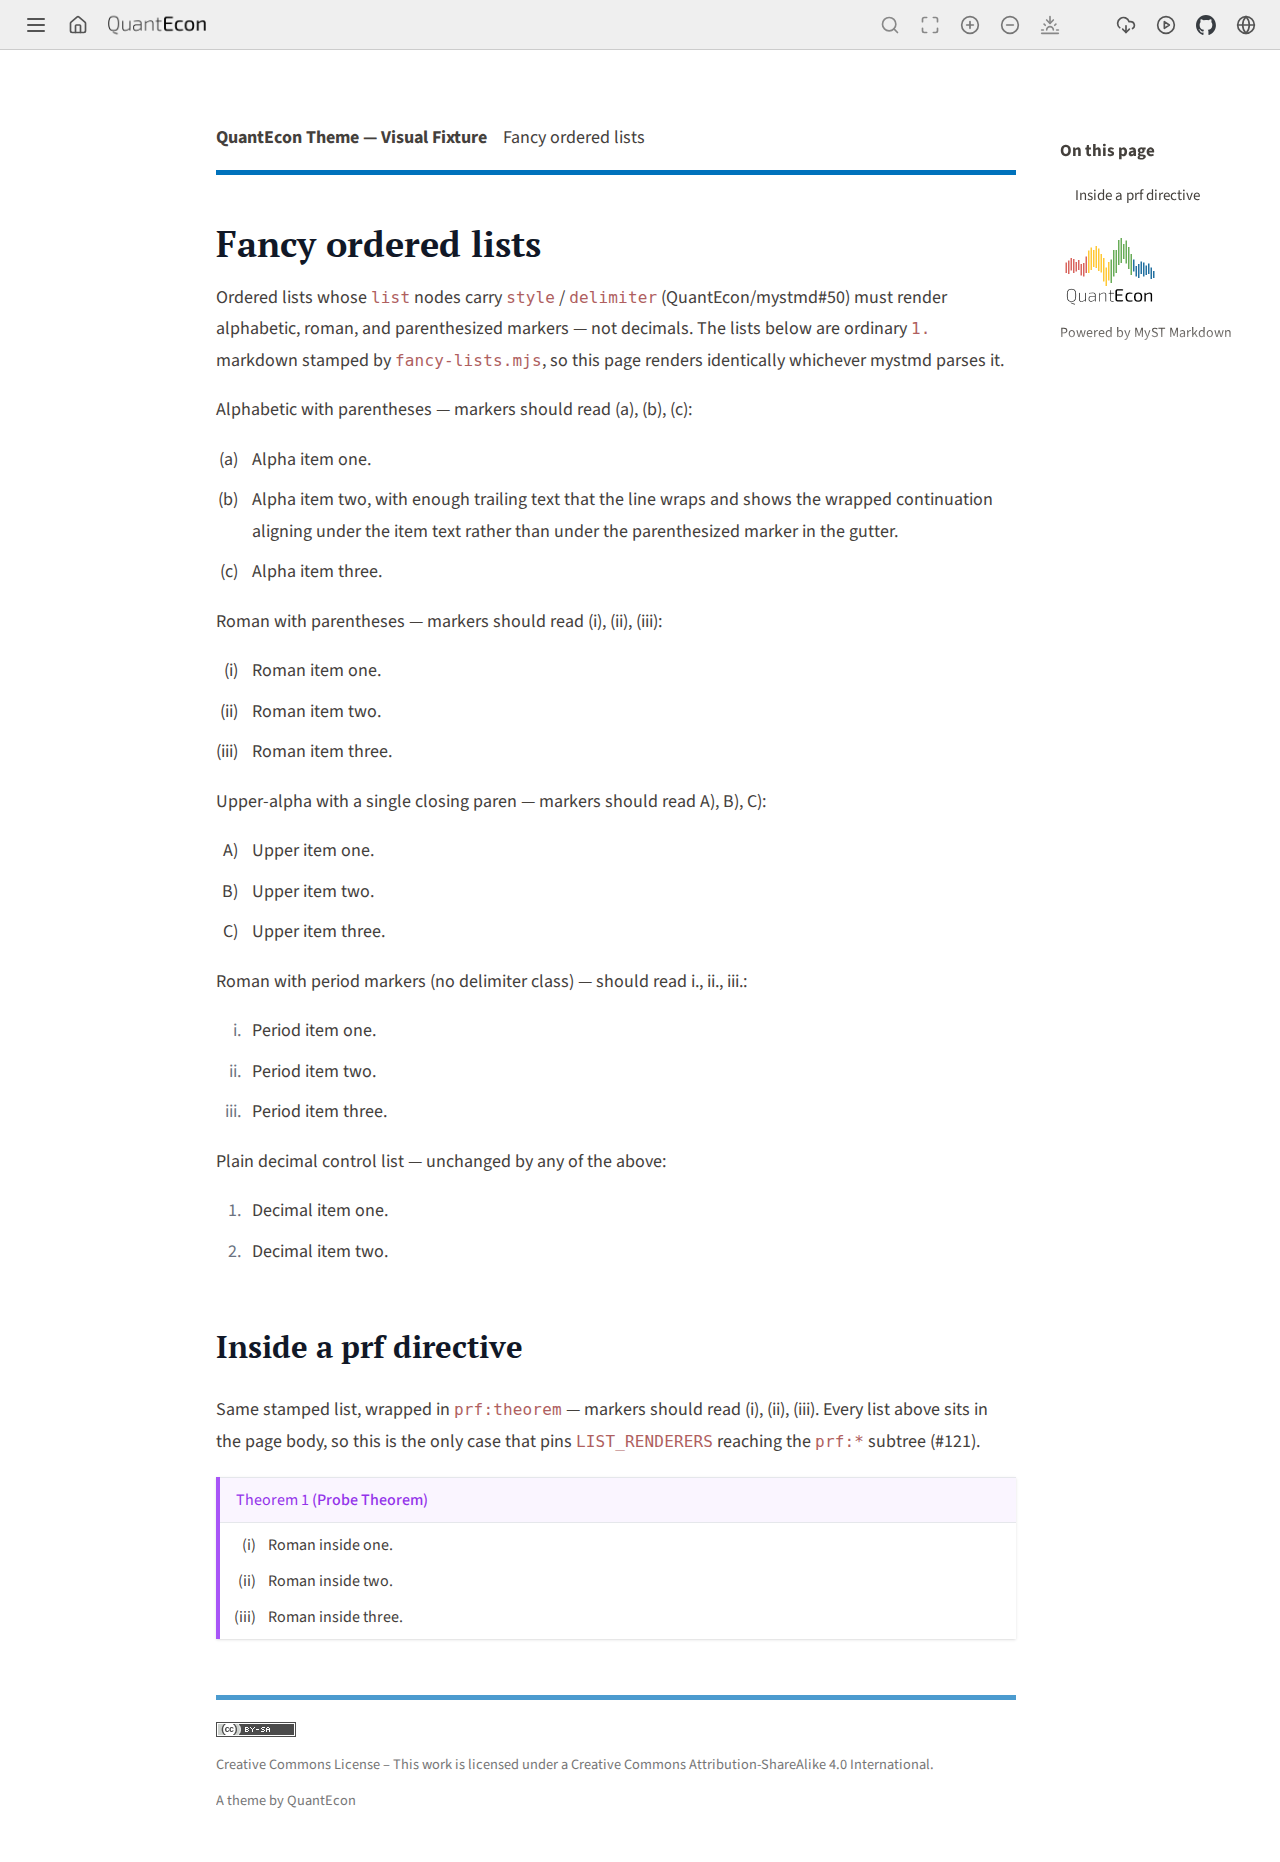 QuantEcon
QuantEcon Theme — Visual Fixture Fancy ordered lists
On this page
Inside a prf directive
QuantEcon
Powered by MyST Markdown
Fancy ordered lists
Ordered lists whose list nodes carry style / delimiter (QuantEcon/mystmd#50) must render
alphabetic, roman, and parenthesized markers — not decimals. The lists below are ordinary 1.
markdown stamped by fancy-lists.mjs, so this page renders identically whichever mystmd parses it.
Alphabetic with parentheses — markers should read (a), (b), (c):
(a) Alpha item one.
(b) Alpha item two, with enough trailing text that the line wraps and shows the wrapped continuation
aligning under the item text rather than under the parenthesized marker in the gutter.
(c) Alpha item three.
Roman with parentheses — markers should read (i), (ii), (iii):
(i) Roman item one.
(ii) Roman item two.
(iii) Roman item three.
Upper-alpha with a single closing paren — markers should read A), B), C):
A) Upper item one.
B) Upper item two.
C) Upper item three.
Roman with period markers (no delimiter class) — should read i., ii., iii.:
i. Period item one.
ii. Period item two.
iii. Period item three.
Plain decimal control list — unchanged by any of the above:
1. Decimal item one.
2. Decimal item two.
Inside a prf directive
Same stamped list, wrapped in prf:theorem — markers should read (i), (ii), (iii). Every list above sits in
the page body, so this is the only case that pins LIST_RENDERERS reaching the prf:* subtree (#121).
Theorem 1 (Probe Theorem)
(i) Roman inside one.
(ii) Roman inside two.
(iii) Roman inside three.
(cc) BY-SA
Creative Commons License – This work is licensed under a Creative Commons Attribution-ShareAlike 4.0 International.
A theme by QuantEcon